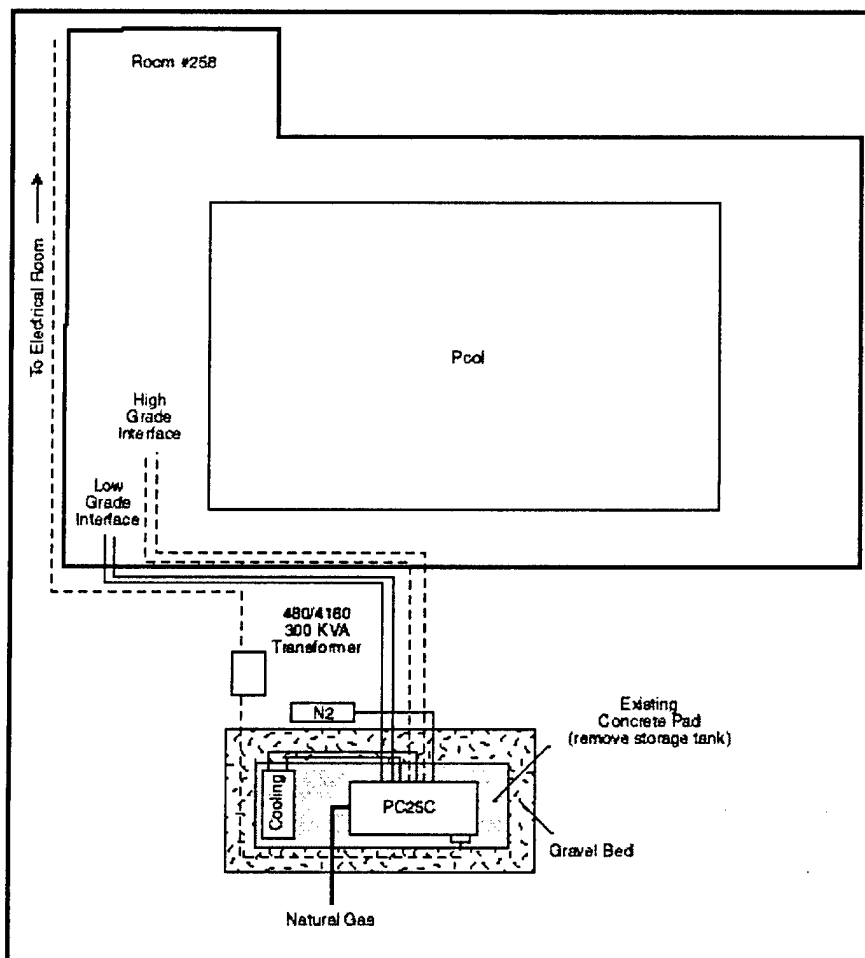 Room #258
To Electrical Room
Pool
High
Grade
Interface
Low
Grade
Interface
480/4160
300 KVA
Transformer
N2
Existing
Concrete Pad
(remove storage tank)
Cooling
PC25C
Gravel Bed
Natural Gas